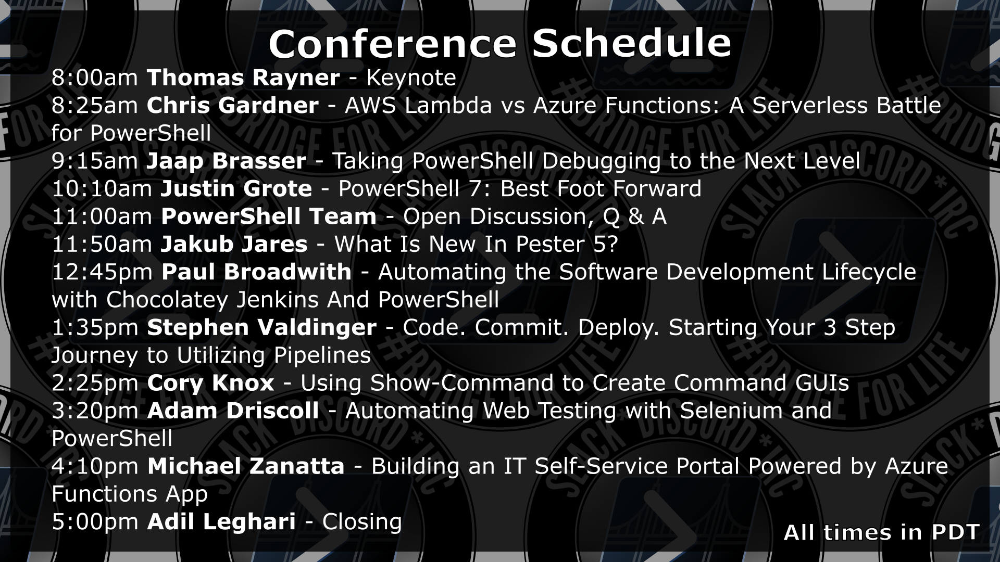 Conference Schedule
8:00am Thomas Rayner - Keynote
8:25am Chris Gardner - AWS Lambda vs Azure Functions: A Serverless Battle
for PowerShell
9:15am Jaap Brasser - Taking PowerShell Debugging to the Next Level
10:10am Justin Grote - PowerShell 7: Best Foot Forward
11:00am PowerShell Team - Open Discussion, Q & A
11:50am Jakub Jares - What Is New In Pester 5?
12:45pm Paul Broadwith - Automating the Software Development Lifecycle
with Chocolatey Jenkins And PowerShell
1:35pm Stephen Valdinger - Code. Commit. Deploy. Starting Your 3 Step
Journey to Utilizing Pipelines
2:25pm Cory Knox - Using Show-Command to Create Command GUIs
3:20pm Adam Driscoll - Automating Web Testing with Selenium and
PowerShell
4:10pm Michael Zanatta - Building an IT Self-Service Portal Powered by Azure
Functions App
5:00pm Adil Leghari - Closing
All times in PDT
SLACK*DISCORD*IRC
#BRIDGE FOR LIFE